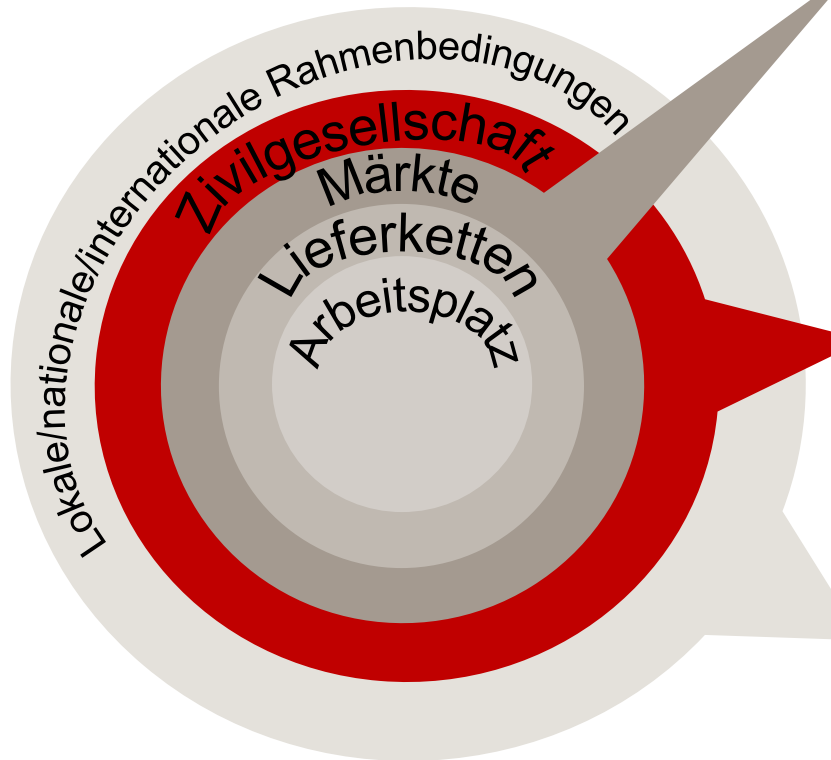 Lokale/nationale/internationale Rahmenbedingungen
Zivilgesellschaft
Märkte
Lieferketten
Arbeitsplatz